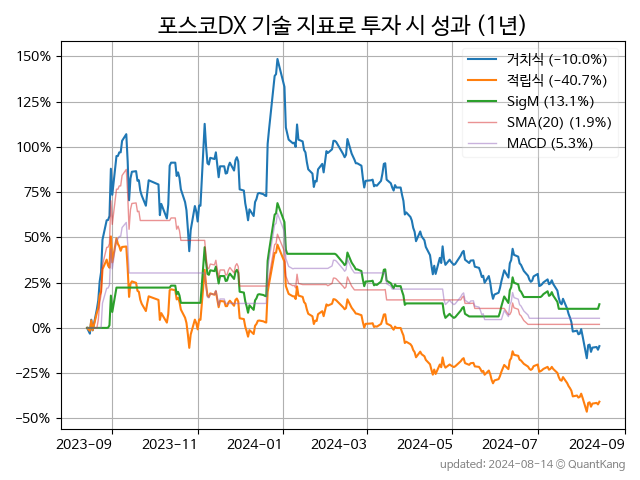 포스코DX 기술 지표로 투자 시 성과 (1년)
거치식 (−10.0%)
적립식 (−40.7%)
SigM (13.1%)
SMA(20) (1.9%)
MACD (5.3%)
150%
125%
100%
75%
50%
25%
0%
−25%
−50%
2023-09 2023-11 2024-01 2024-03 2024-05 2024-07 2024-09
updated: 2024-08-14 © QuantKang